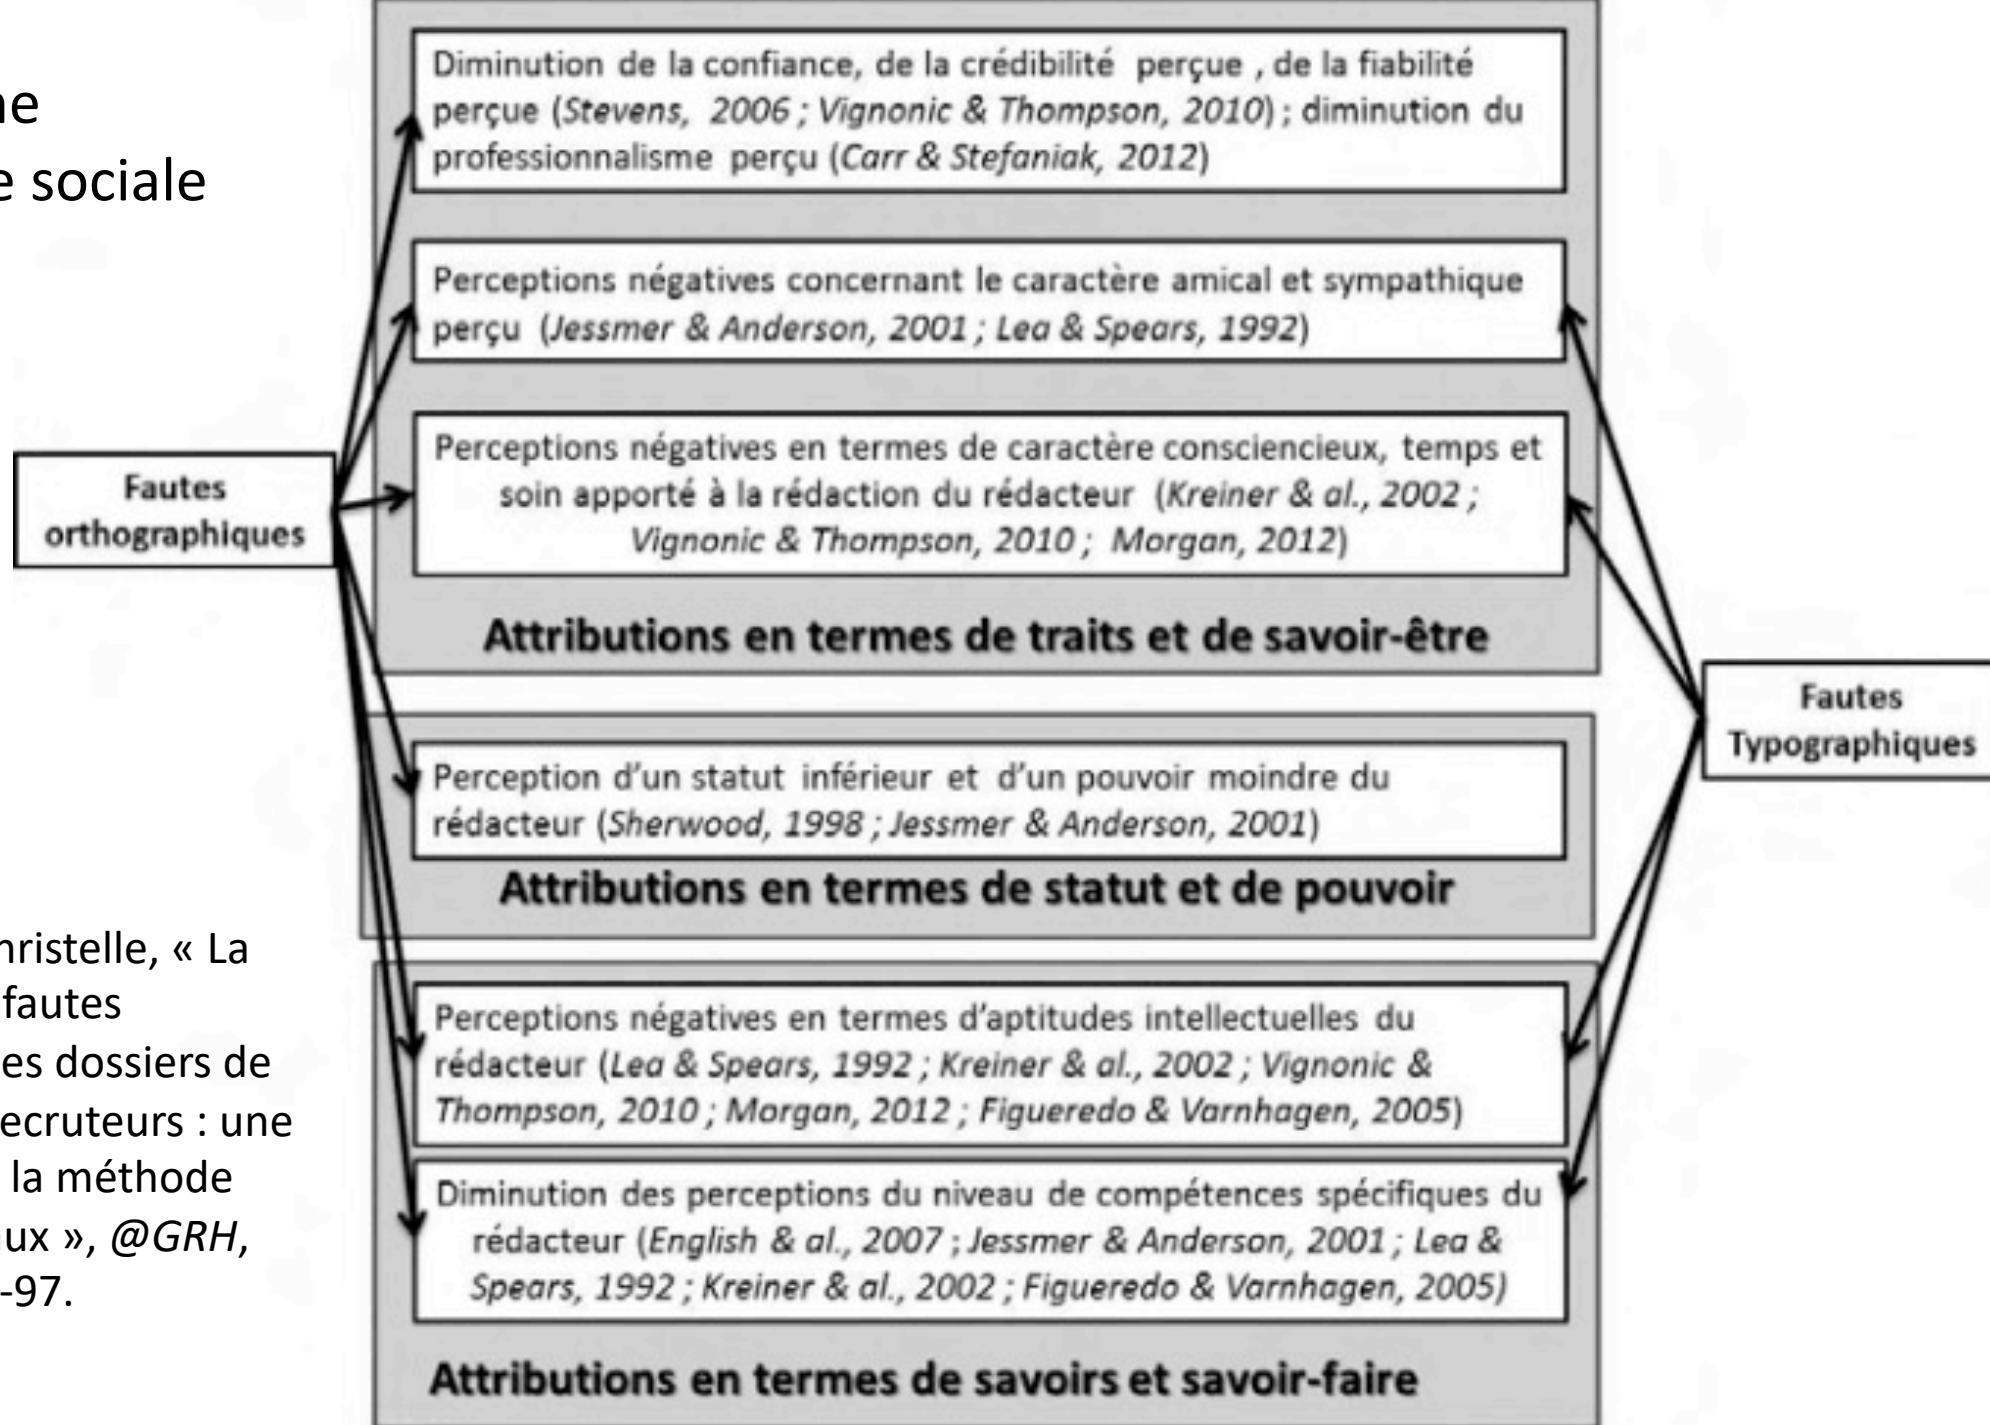 ne
e sociale
Diminution de la confiance, de la crédibilité perçue , de la fiabilité
perçue (Stevens, 2006 ; Vignonic & Thompson, 2010) ; diminution du
professionnalisme perçu (Carr & Stefaniak, 2012)
Perceptions négatives concernant le caractère amical et sympathique
perçu (Jessmer & Anderson, 2001 ; Lea & Spears, 1992)
Perceptions négatives en termes de caractère consciencieux, temps et
soin apporté à la rédaction du rédacteur (Kreiner & al., 2002 ;
Vignonic & Thompson, 2010 ; Morgan, 2012)
Attributions en termes de traits et de savoir-être
Fautes
orthographiques
Fautes
Typographiques
Perception d'un statut inférieur et d'un pouvoir moindre du
rédacteur (Sherwood, 1998 ; Jessmer & Anderson, 2001)
Attributions en termes de statut et de pouvoir
Perceptions négatives en termes d'aptitudes intellectuelles du
rédacteur (Lea & Spears, 1992 ; Kreiner & al., 2002 ; Vignonic &
Thompson, 2010 ; Morgan, 2012 ; Figueredo & Varnhagen, 2005)
Diminution des perceptions du niveau de compétences spécifiques du
rédacteur (English & al., 2007 ; Jessmer & Anderson, 2001 ; Lea &
Spears, 1992 ; Kreiner & al., 2002 ; Figueredo & Varnhagen, 2005)
Attributions en termes de savoirs et savoir-faire
hristelle, « La
fautes
es dossiers de
ecruteurs : une
la méthode
ux », @GRH,
-97.